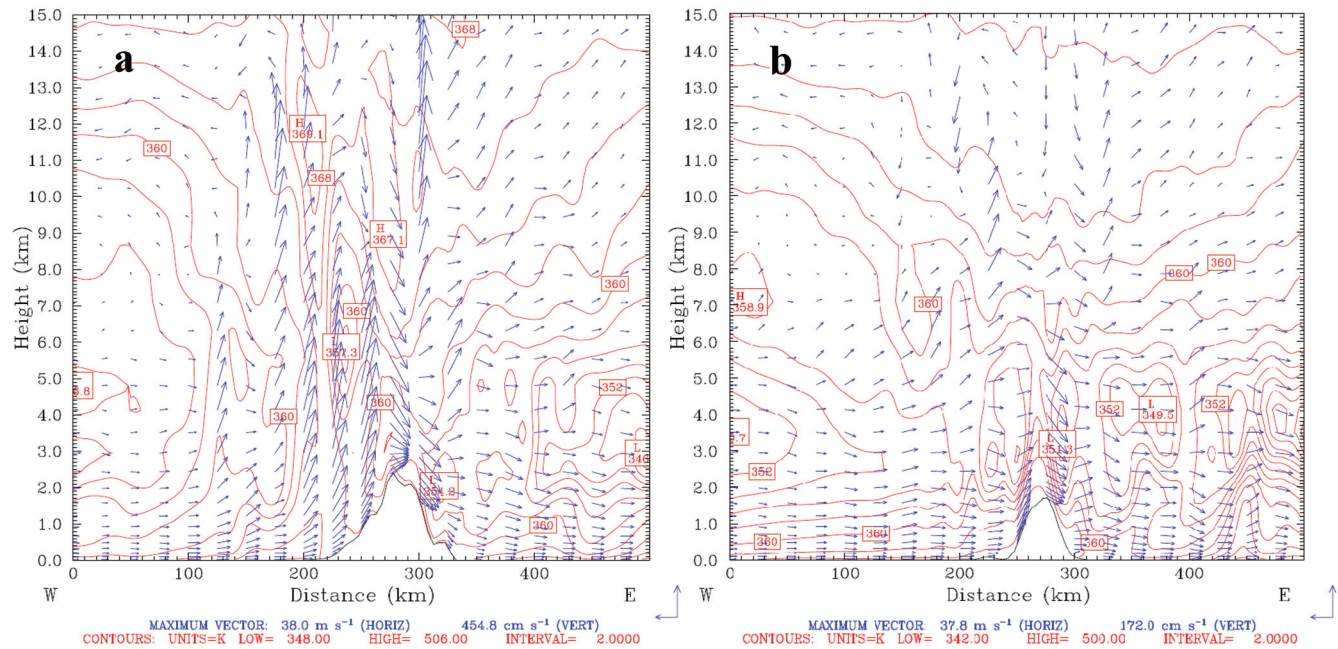 a
15.0
14.0
13.0
12.0
11.0
10.0
9.0
8.0
7.0
6.0
5.0
4.0
3.0
2.0
1.0
0.0
Height (km)
368
H
369.1
360
368
H
367.1
360
360
L
357.3
352
360
360
L
L
360
0
100
200
300
400
W
Distance (km)
E
MAXIMUM VECTOR: 38.0 m s⁻¹ (HORIZ) 454.8 cm s⁻¹ (VERT)
CONTOURS: UNITS=K LOW= 348.00 HIGH= 506.00 INTERVAL= 2.0000
b
15.0
14.0
13.0
12.0
11.0
10.0
9.0
8.0
7.0
6.0
5.0
4.0
3.0
2.0
1.0
0.0
Height (km)
360
360
H
358.9
360
352
L
349.5
352
L
351.3
352
360
360
0
100
200
300
400
W
Distance (km)
E
MAXIMUM VECTOR: 37.8 m s⁻¹ (HORIZ) 172.0 cm s⁻¹ (VERT)
CONTOURS: UNITS=K LOW= 342.00 HIGH= 500.00 INTERVAL= 2.0000